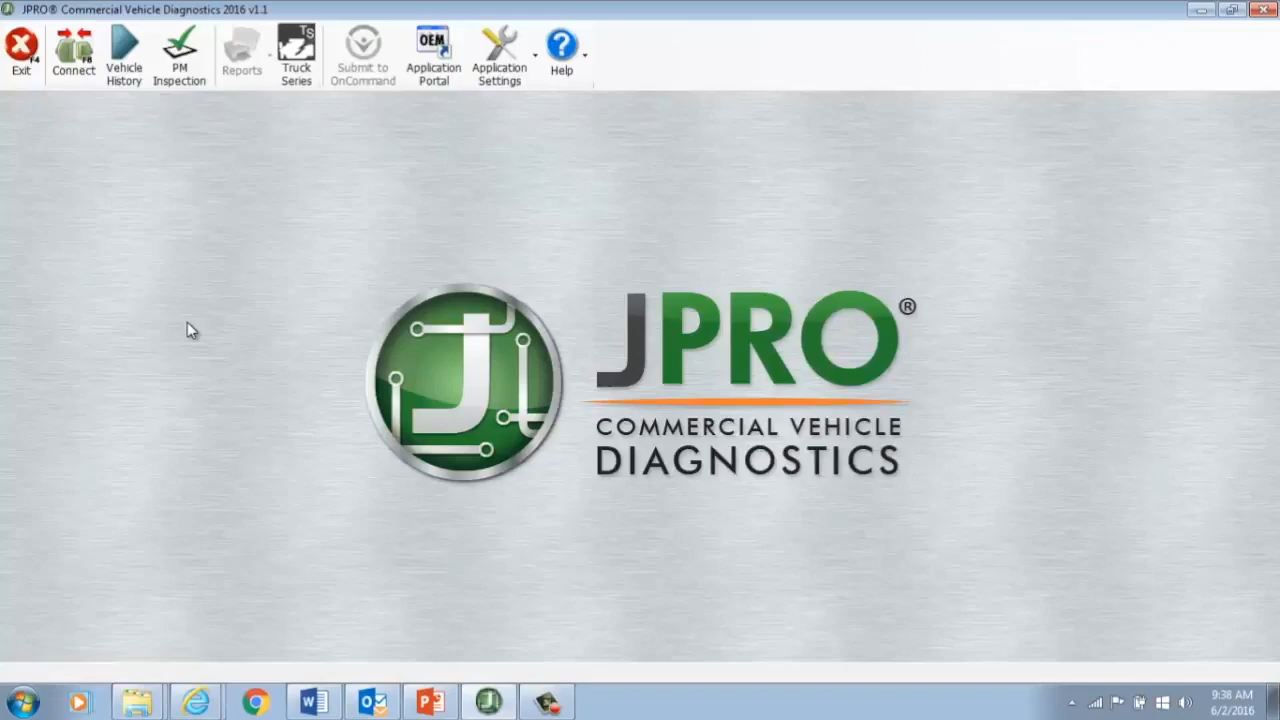 JPRO® Commercial Vehicle Diagnostics 2016 v1.1
F4
Exit
F8
Connect
Vehicle
History
PM
Inspection
Reports
TS
Truck
Series
Submit to
OnCommand
OEM
Application
Portal
Application
Settings
?
Help
J
JPRO®
COMMERCIAL VEHICLE
DIAGNOSTICS
9:38 AM
6/2/2016